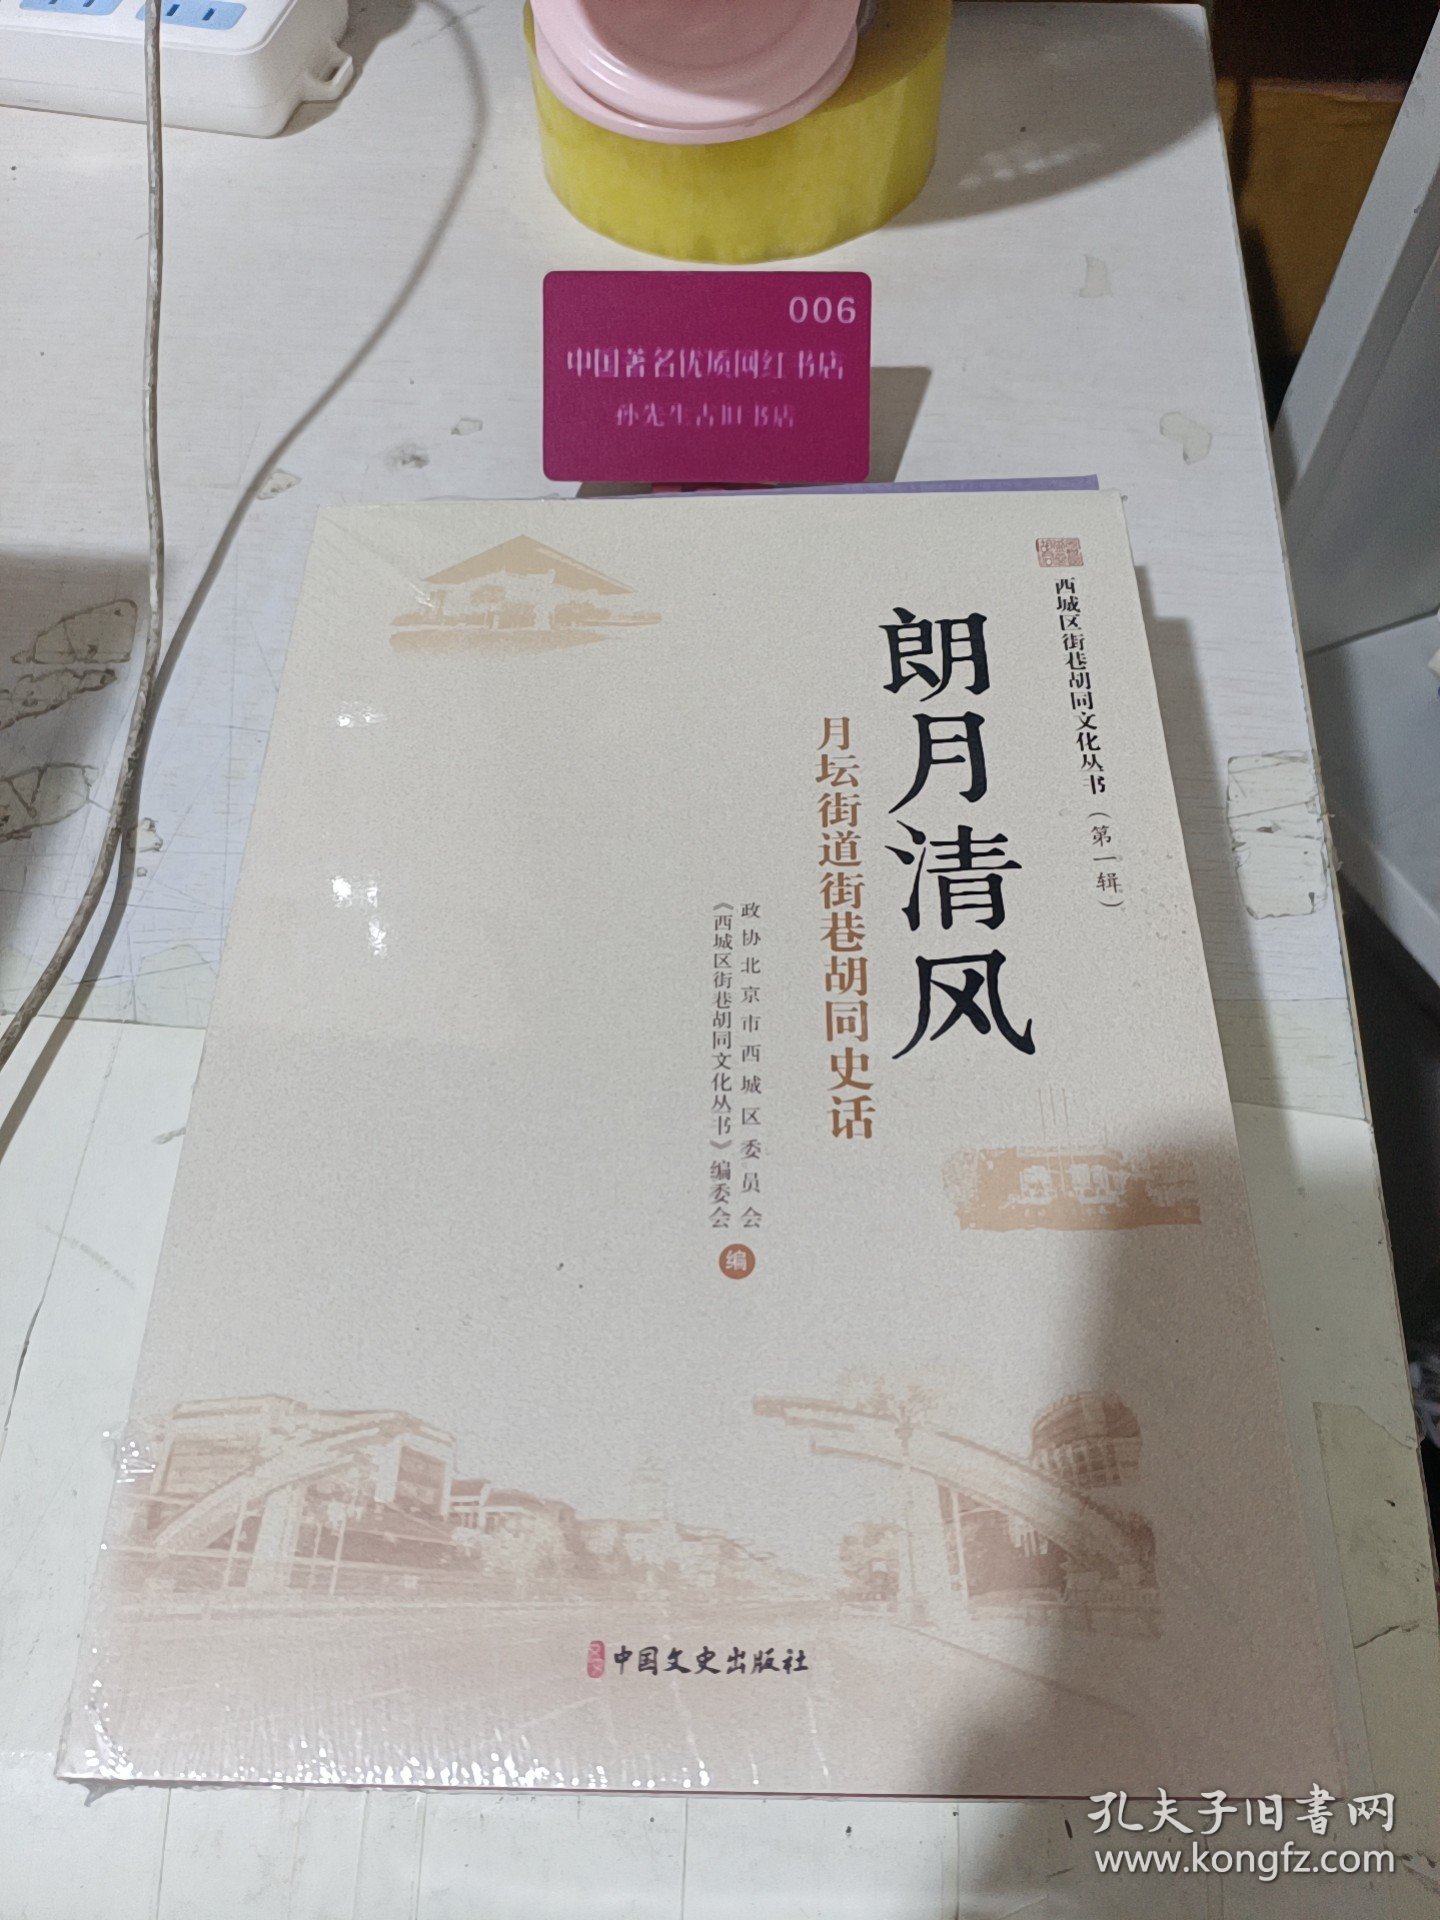 006
中国著名优质网红书店
孙先生古旧书店
西城区街巷胡同文化丛书（第一辑）
朗月清风
月坛街道街巷胡同史话
政协北京市西城区委员会
《西城区街巷胡同文化丛书》编委会
编
中国文史出版社
孔夫子旧书网
www.kongfz.com